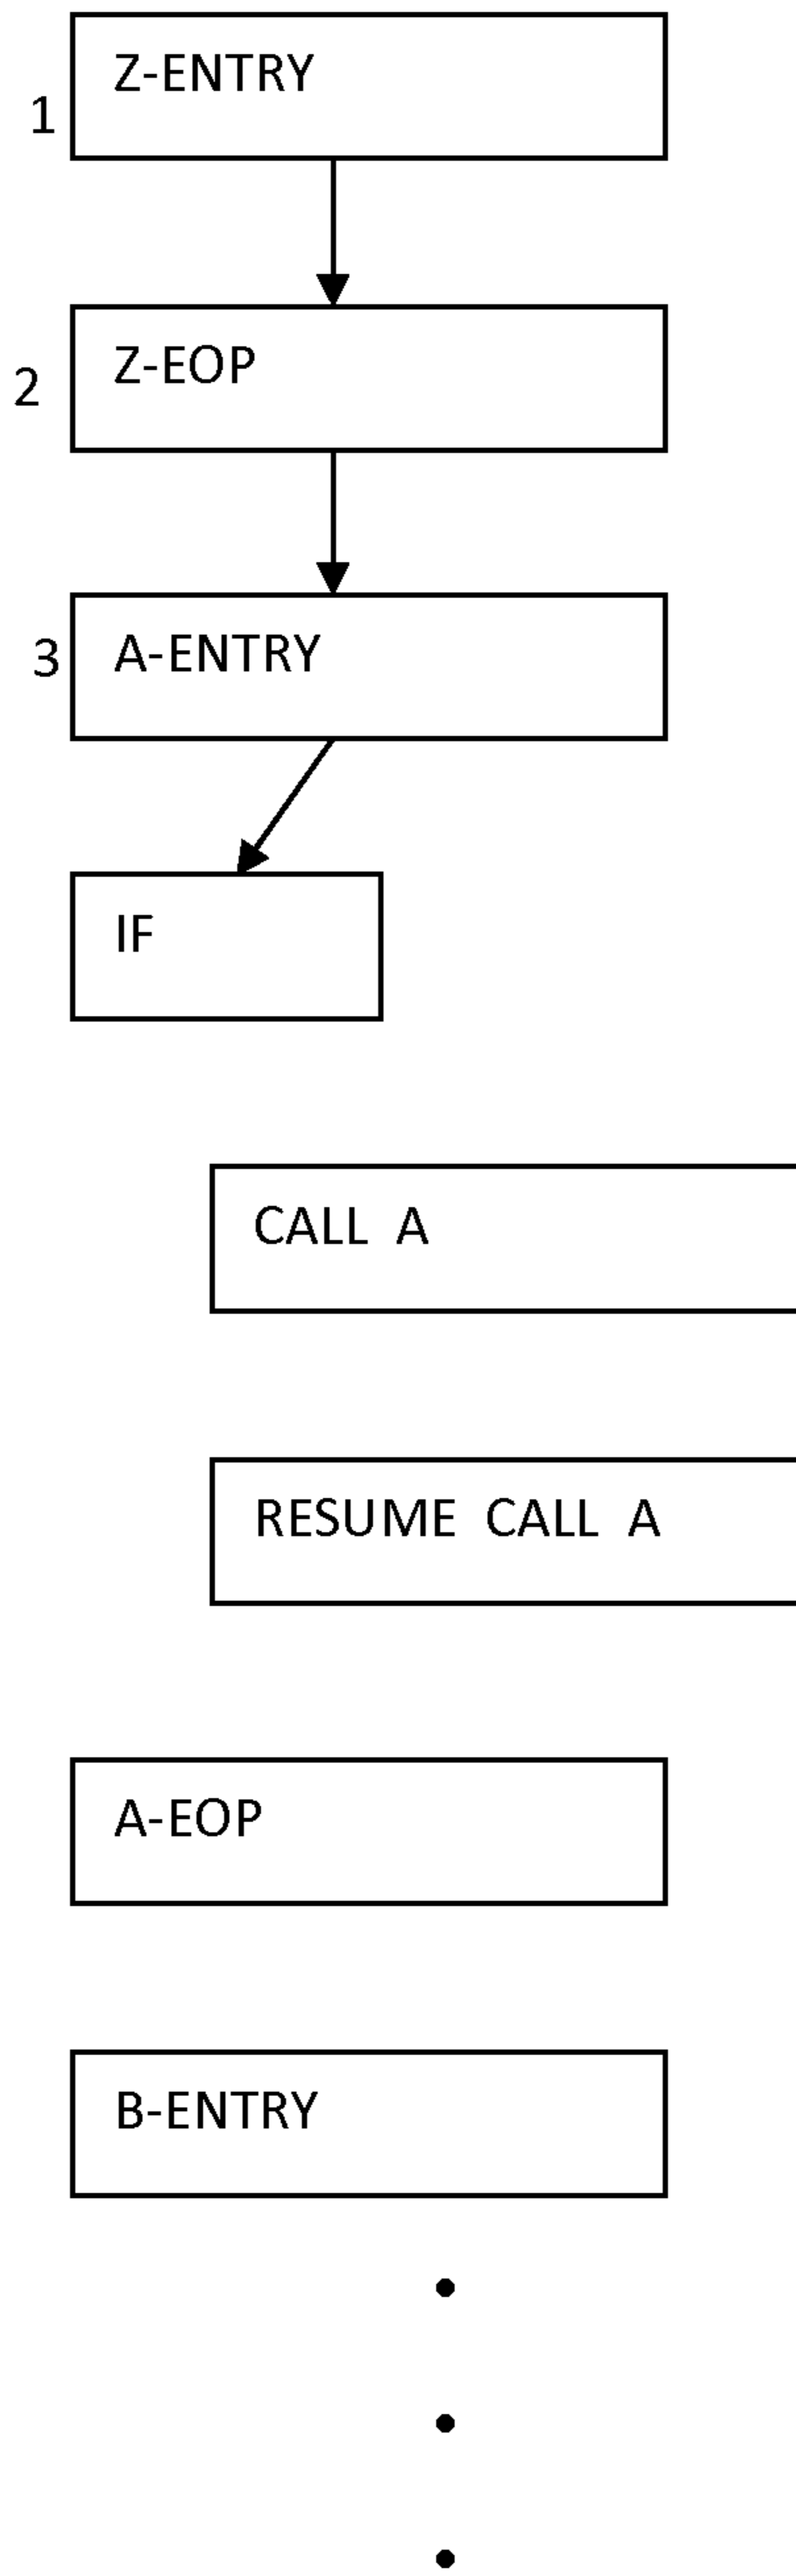 Z-ENTRY
1
Z-EOP
2
A-ENTRY
3
IF
CALL A
RESUME CALL A
A-EOP
B-ENTRY